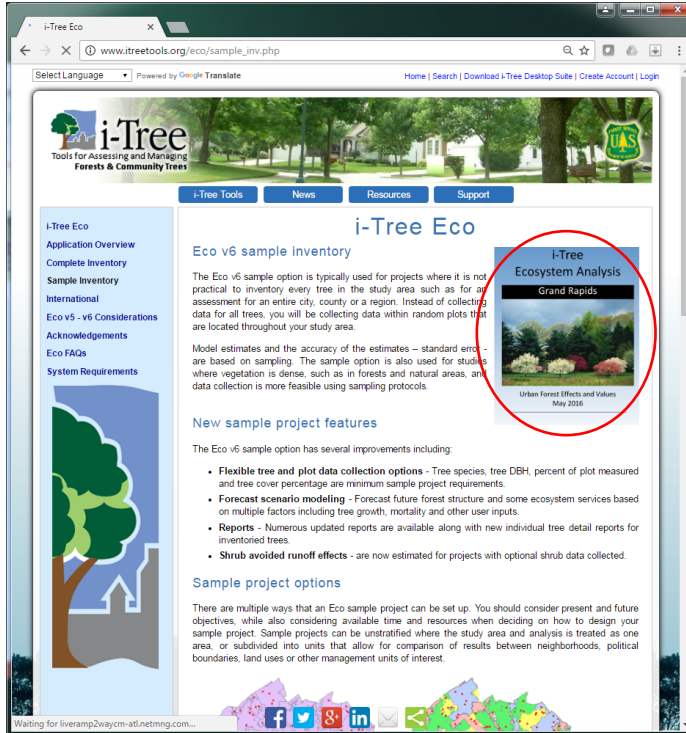 i-Tree Eco
www.itreetools.org/eco/sample_inv.php
Select Language
Powered by Google Translate
Home | Search | Download i-Tree Desktop Suite | Create Account | Login
i-Tree
Tools for Assessing and Managing
Forests & Community Trees
FOREST SERVICE
UAS
i-Tree Tools
News
Resources
Support
i-Tree Eco
Application Overview
Complete Inventory
Sample Inventory
International
Eco v5 - v6 Considerations
Acknowledgements
Eco FAQs
System Requirements
i-Tree Eco
Eco v6 sample inventory
The Eco v6 sample option is typically used for projects where it is not
practical to inventory every tree in the study area such as for an
assessment for an entire city, county or a region. Instead of collecting
data for all trees, you will be collecting data within random plots that
are located throughout your study area.
Model estimates and the accuracy of the estimates – standard error -
are based on sampling. The sample option is also used for studies
where vegetation is dense, such as in forests and natural areas, and
data collection is more feasible using sampling protocols.
i-Tree
Ecosystem Analysis
Grand Rapids
Urban Forest Effects and Values
May 2016
New sample project features
The Eco v6 sample option has several improvements including:
• Flexible tree and plot data collection options - Tree species, tree DBH, percent of plot measured
and tree cover percentage are minimum sample project requirements.
• Forecast scenario modeling - Forecast future forest structure and some ecosystem services based
on multiple factors including tree growth, mortality and other user inputs.
• Reports - Numerous updated reports are available along with new individual tree detail reports for
inventoried trees.
• Shrub avoided runoff effects - are now estimated for projects with optional shrub data collected.
Sample project options
There are multiple ways that an Eco sample project can be set up. You should consider present and future
objectives, while also considering available time and resources when deciding on how to design your
sample project. Sample projects can be unstratified where the study area and analysis is treated as one
area, or subdivided into units that allow for comparison of results between neighborhoods, political
boundaries, land uses or other management units of interest.
Waiting for liveramp2waycm-atl.netmng.com...